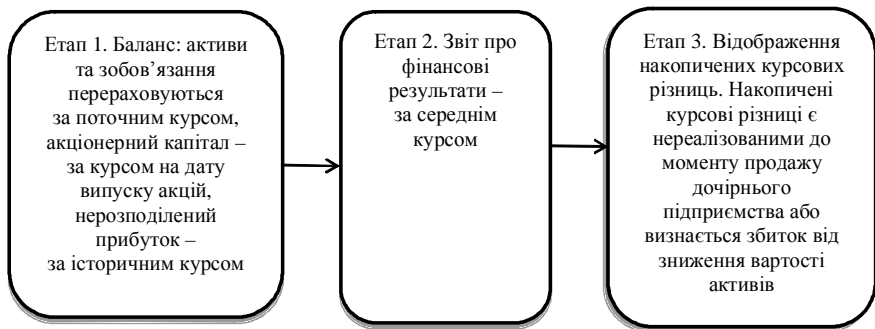 Етап 1. Баланс: активи
та зобов’язання
перераховуються
за поточним курсом,
акціонерний капітал –
за курсом на дату
випуску акцій,
нерозподілений
прибуток –
за історичним курсом
Етап 2. Звіт про
фінансові
результати –
за середнім
курсом
Етап 3. Відображення
накопичених курсових
різниць. Накопичені
курсові різниці є
нереалізованими до
моменту продажу
дочірнього
підприємства або
визнається збиток від
зниження вартості
активів